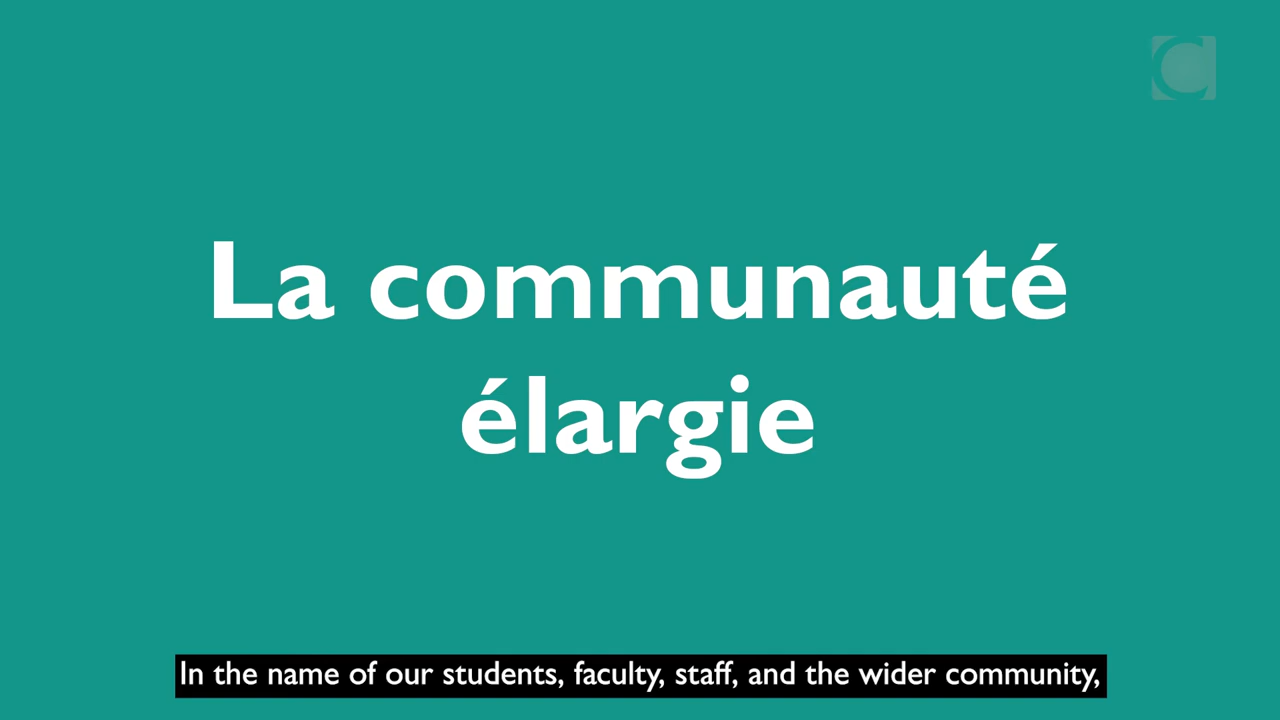 La communauté
élargie
In the name of our students, faculty, staff, and the wider community,